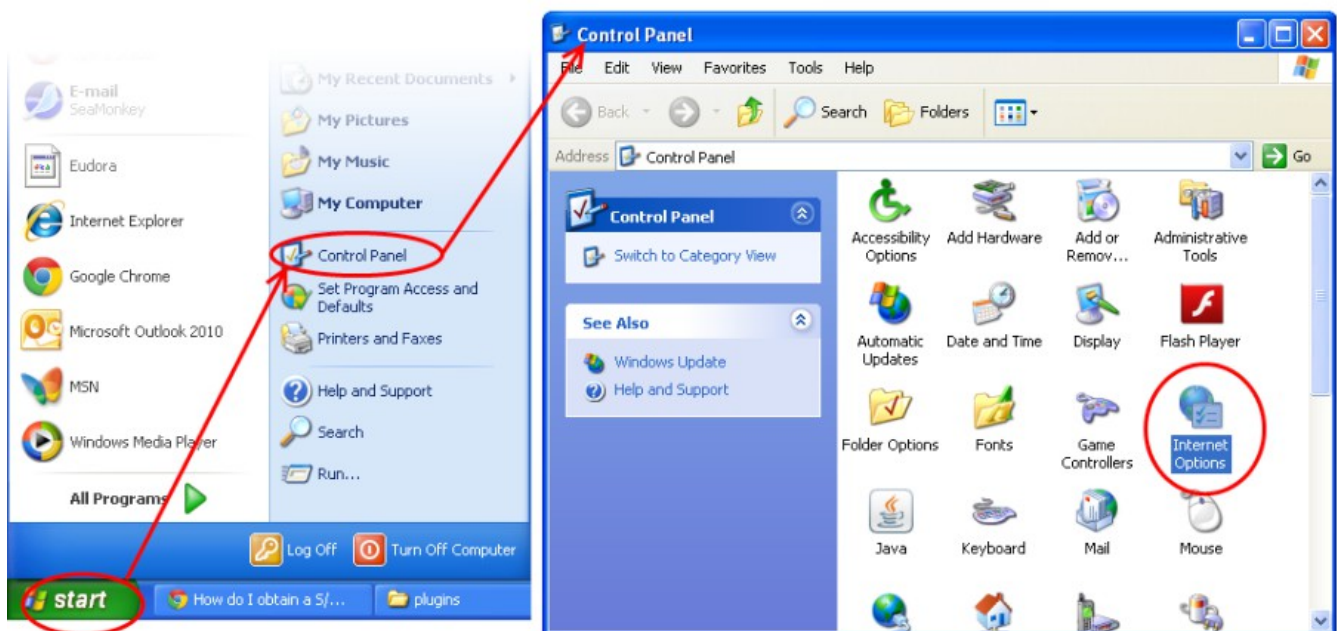 E-mail
SeaMonkey
Eudora
Internet Explorer
Google Chrome
Microsoft Outlook 2010
MSN
Windows Media Player
All Programs
My Recent Documents
My Pictures
My Music
My Computer
Control Panel
Set Program Access and
Defaults
Printers and Faxes
Help and Support
Search
Run...
Log Off
Turn Off Computer
start
How do I obtain a S/...
plugins
Control Panel
File Edit View Favorites Tools Help
Back Search Folders
Address Control Panel Go
Control Panel
Switch to Category View
See Also
Windows Update
Help and Support
Accessibility
Options
Add Hardware
Add or
Remov...
Administrative
Tools
Automatic
Updates
Date and Time
Display
Flash Player
Folder Options
Fonts
Game
Controllers
Internet
Options
Java
Keyboard
Mail
Mouse